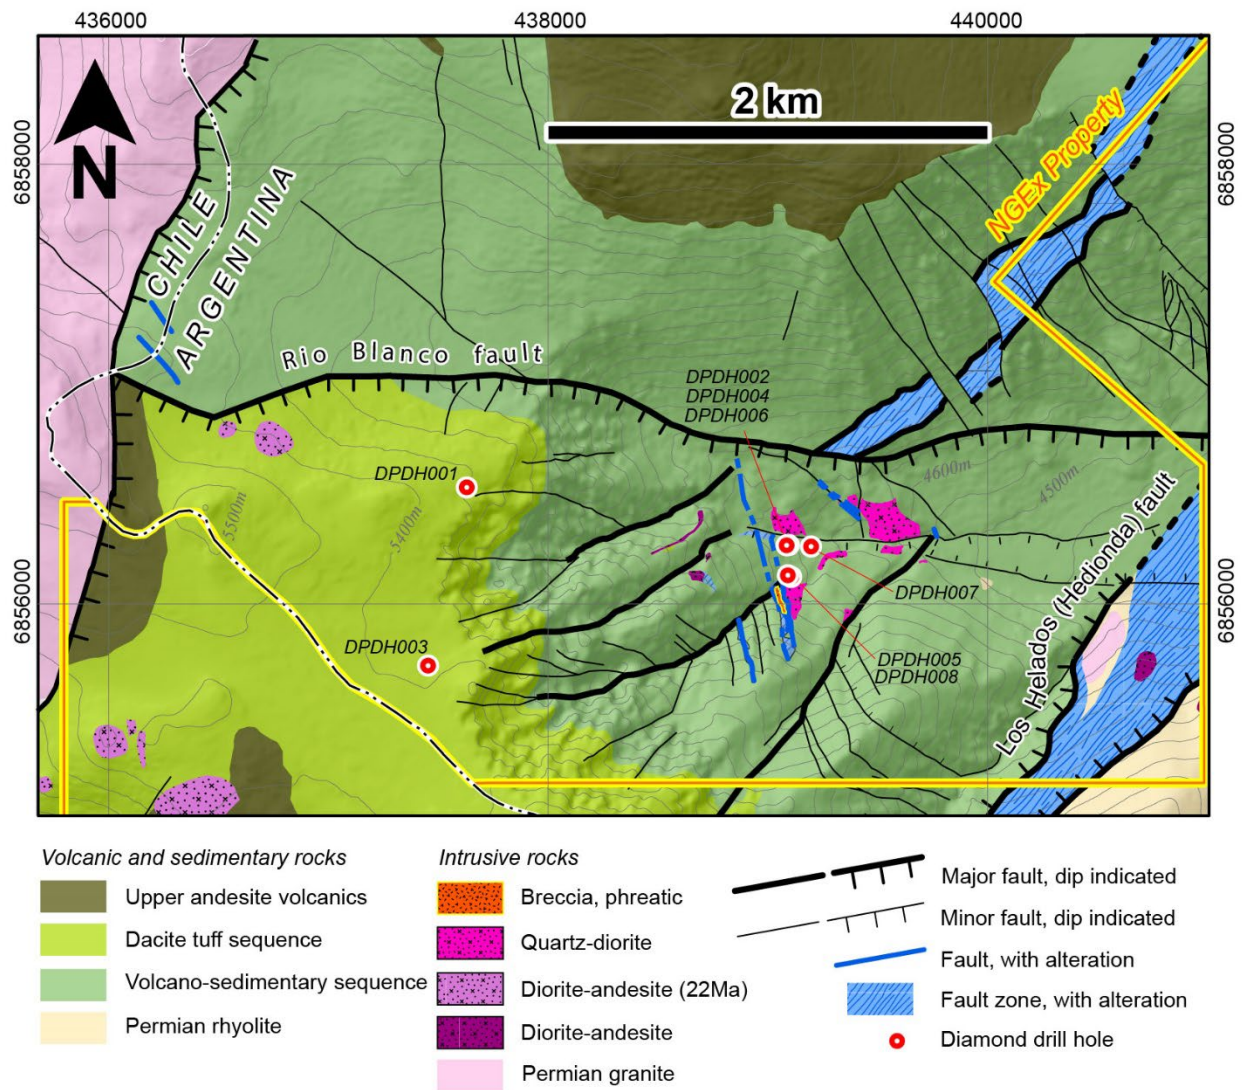 436000
438000
440000
2 km
N
6858000
6858000
NGEx Property
CHILE
ARGENTINA
Rio Blanco fault
DPDH002
DPDH004
DPDH006
DPDH001
4600m
4500m
5500m
5400m
Los Helados (Hedionda) fault
6856000
6856000
DPDH007
DPDH003
DPDH005
DPDH008
Volcanic and sedimentary rocks
Upper andesite volcanics
Dacite tuff sequence
Volcano-sedimentary sequence
Permian rhyolite
Intrusive rocks
Breccia, phreatic
Quartz-diorite
Diorite-andesite (22Ma)
Diorite-andesite
Permian granite
Major fault, dip indicated
Minor fault, dip indicated
Fault, with alteration
Fault zone, with alteration
Diamond drill hole